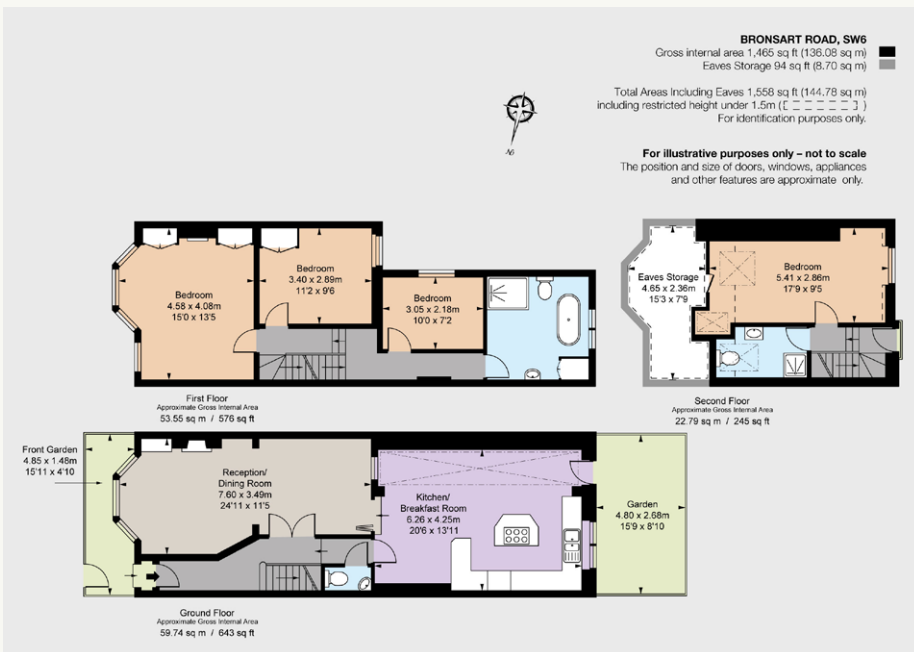 BRONSART ROAD, SW6
Gross internal area 1,465 sq ft (136.08 sq m)
Eaves Storage 94 sq ft (8.70 sq m)
Total Areas Including Eaves 1,558 sq ft (144.78 sq m)
including restricted height under 1.5m ( )
For identification purposes only.
For illustrative purposes only – not to scale
The position and size of doors, windows, appliances
and other features are approximate only.
Bedroom
4.58 x 4.08m
15'0 x 13'5
Bedroom
3.40 x 2.89m
11'2 x 9'6
Bedroom
3.05 x 2.18m
10'0 x 7'2
First Floor
Approximate Gross Internal Area
53.55 sq m / 576 sq ft
Eaves Storage
4.65 x 2.36m
15'3 x 7'9
Bedroom
5.41 x 2.86m
17'9 x 9'5
Second Floor
Approximate Gross Internal Area
22.79 sq m / 245 sq ft
Front Garden
4.85 x 1.48m
15'11 x 4'10
Reception/
Dining Room
7.60 x 3.49m
24'11 x 11'5
Kitchen/
Breakfast Room
6.26 x 4.25m
20'6 x 13'11
Garden
4.80 x 2.68m
15'9 x 8'10
Ground Floor
Approximate Gross Internal Area
59.74 sq m / 643 sq ft